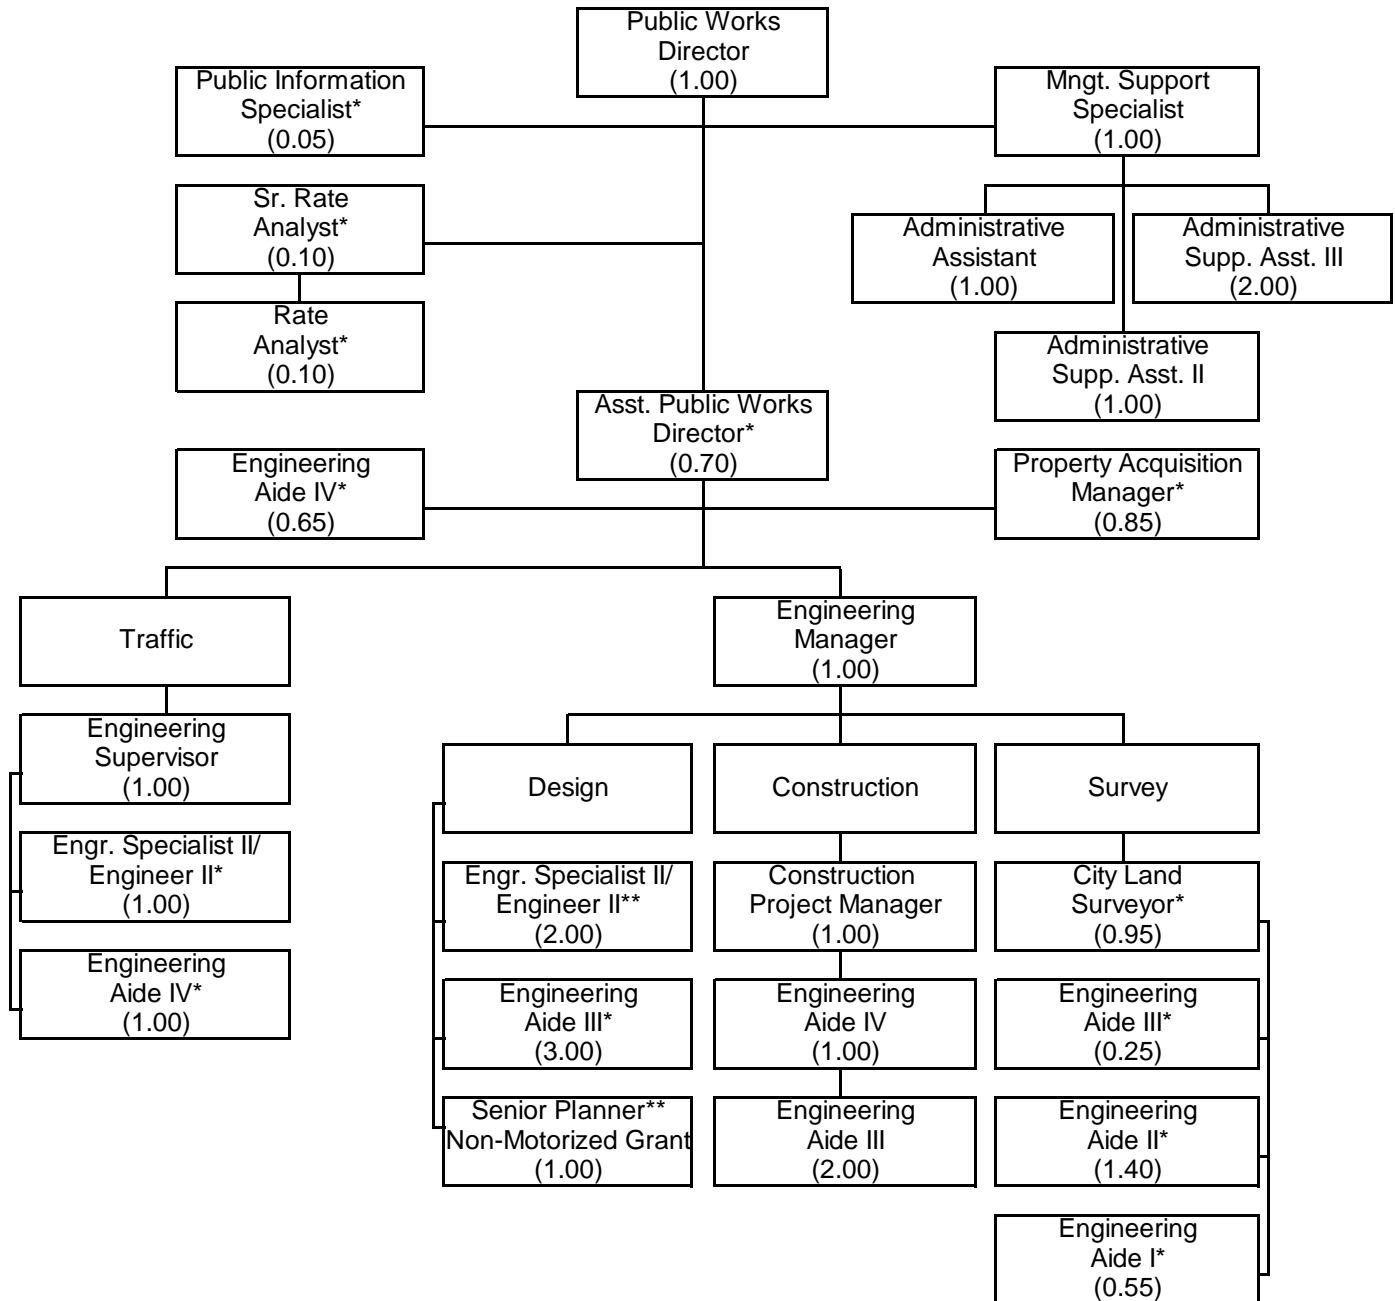 Public Works
Director
(1.00)
Public Information
Specialist*
(0.05)
Mngt. Support
Specialist
(1.00)
Sr. Rate
Analyst*
(0.10)
Administrative
Assistant
(1.00)
Administrative
Supp. Asst. III
(2.00)
Rate
Analyst*
(0.10)
Administrative
Supp. Asst. II
(1.00)
Asst. Public Works
Director*
(0.70)
Engineering
Aide IV*
(0.65)
Property Acquisition
Manager*
(0.85)
Traffic
Engineering
Manager
(1.00)
Engineering
Supervisor
(1.00)
Engr. Specialist II/
Engineer II*
(1.00)
Engineering
Aide IV*
(1.00)
Design
Engr. Specialist II/
Engineer II**
(2.00)
Engineering
Aide III*
(3.00)
Senior Planner**
Non-Motorized Grant
(1.00)
Construction
Construction
Project Manager
(1.00)
Engineering
Aide IV
(1.00)
Engineering
Aide III
(2.00)
Survey
City Land
Surveyor*
(0.95)
Engineering
Aide III*
(0.25)
Engineering
Aide II*
(1.40)
Engineering
Aide I*
(0.55)